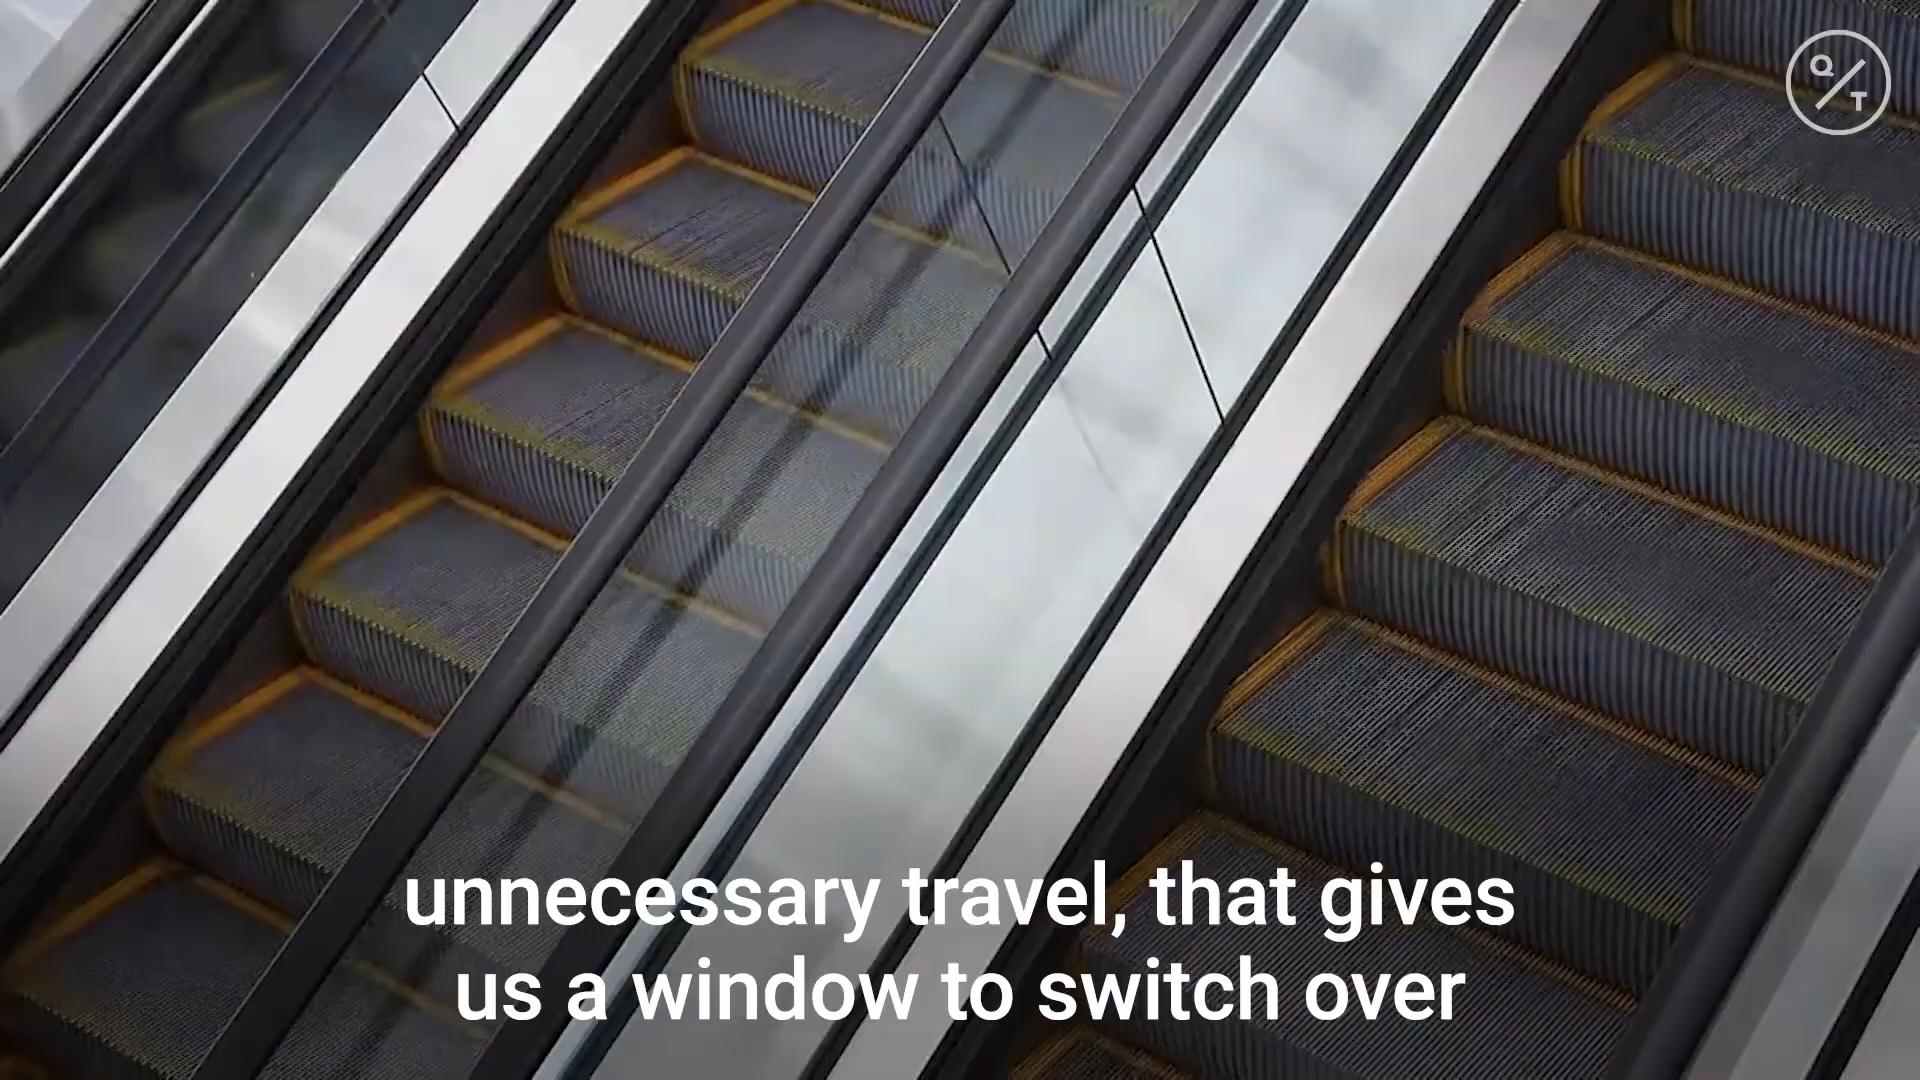 Q/T
unnecessary travel, that gives
us a window to switch over